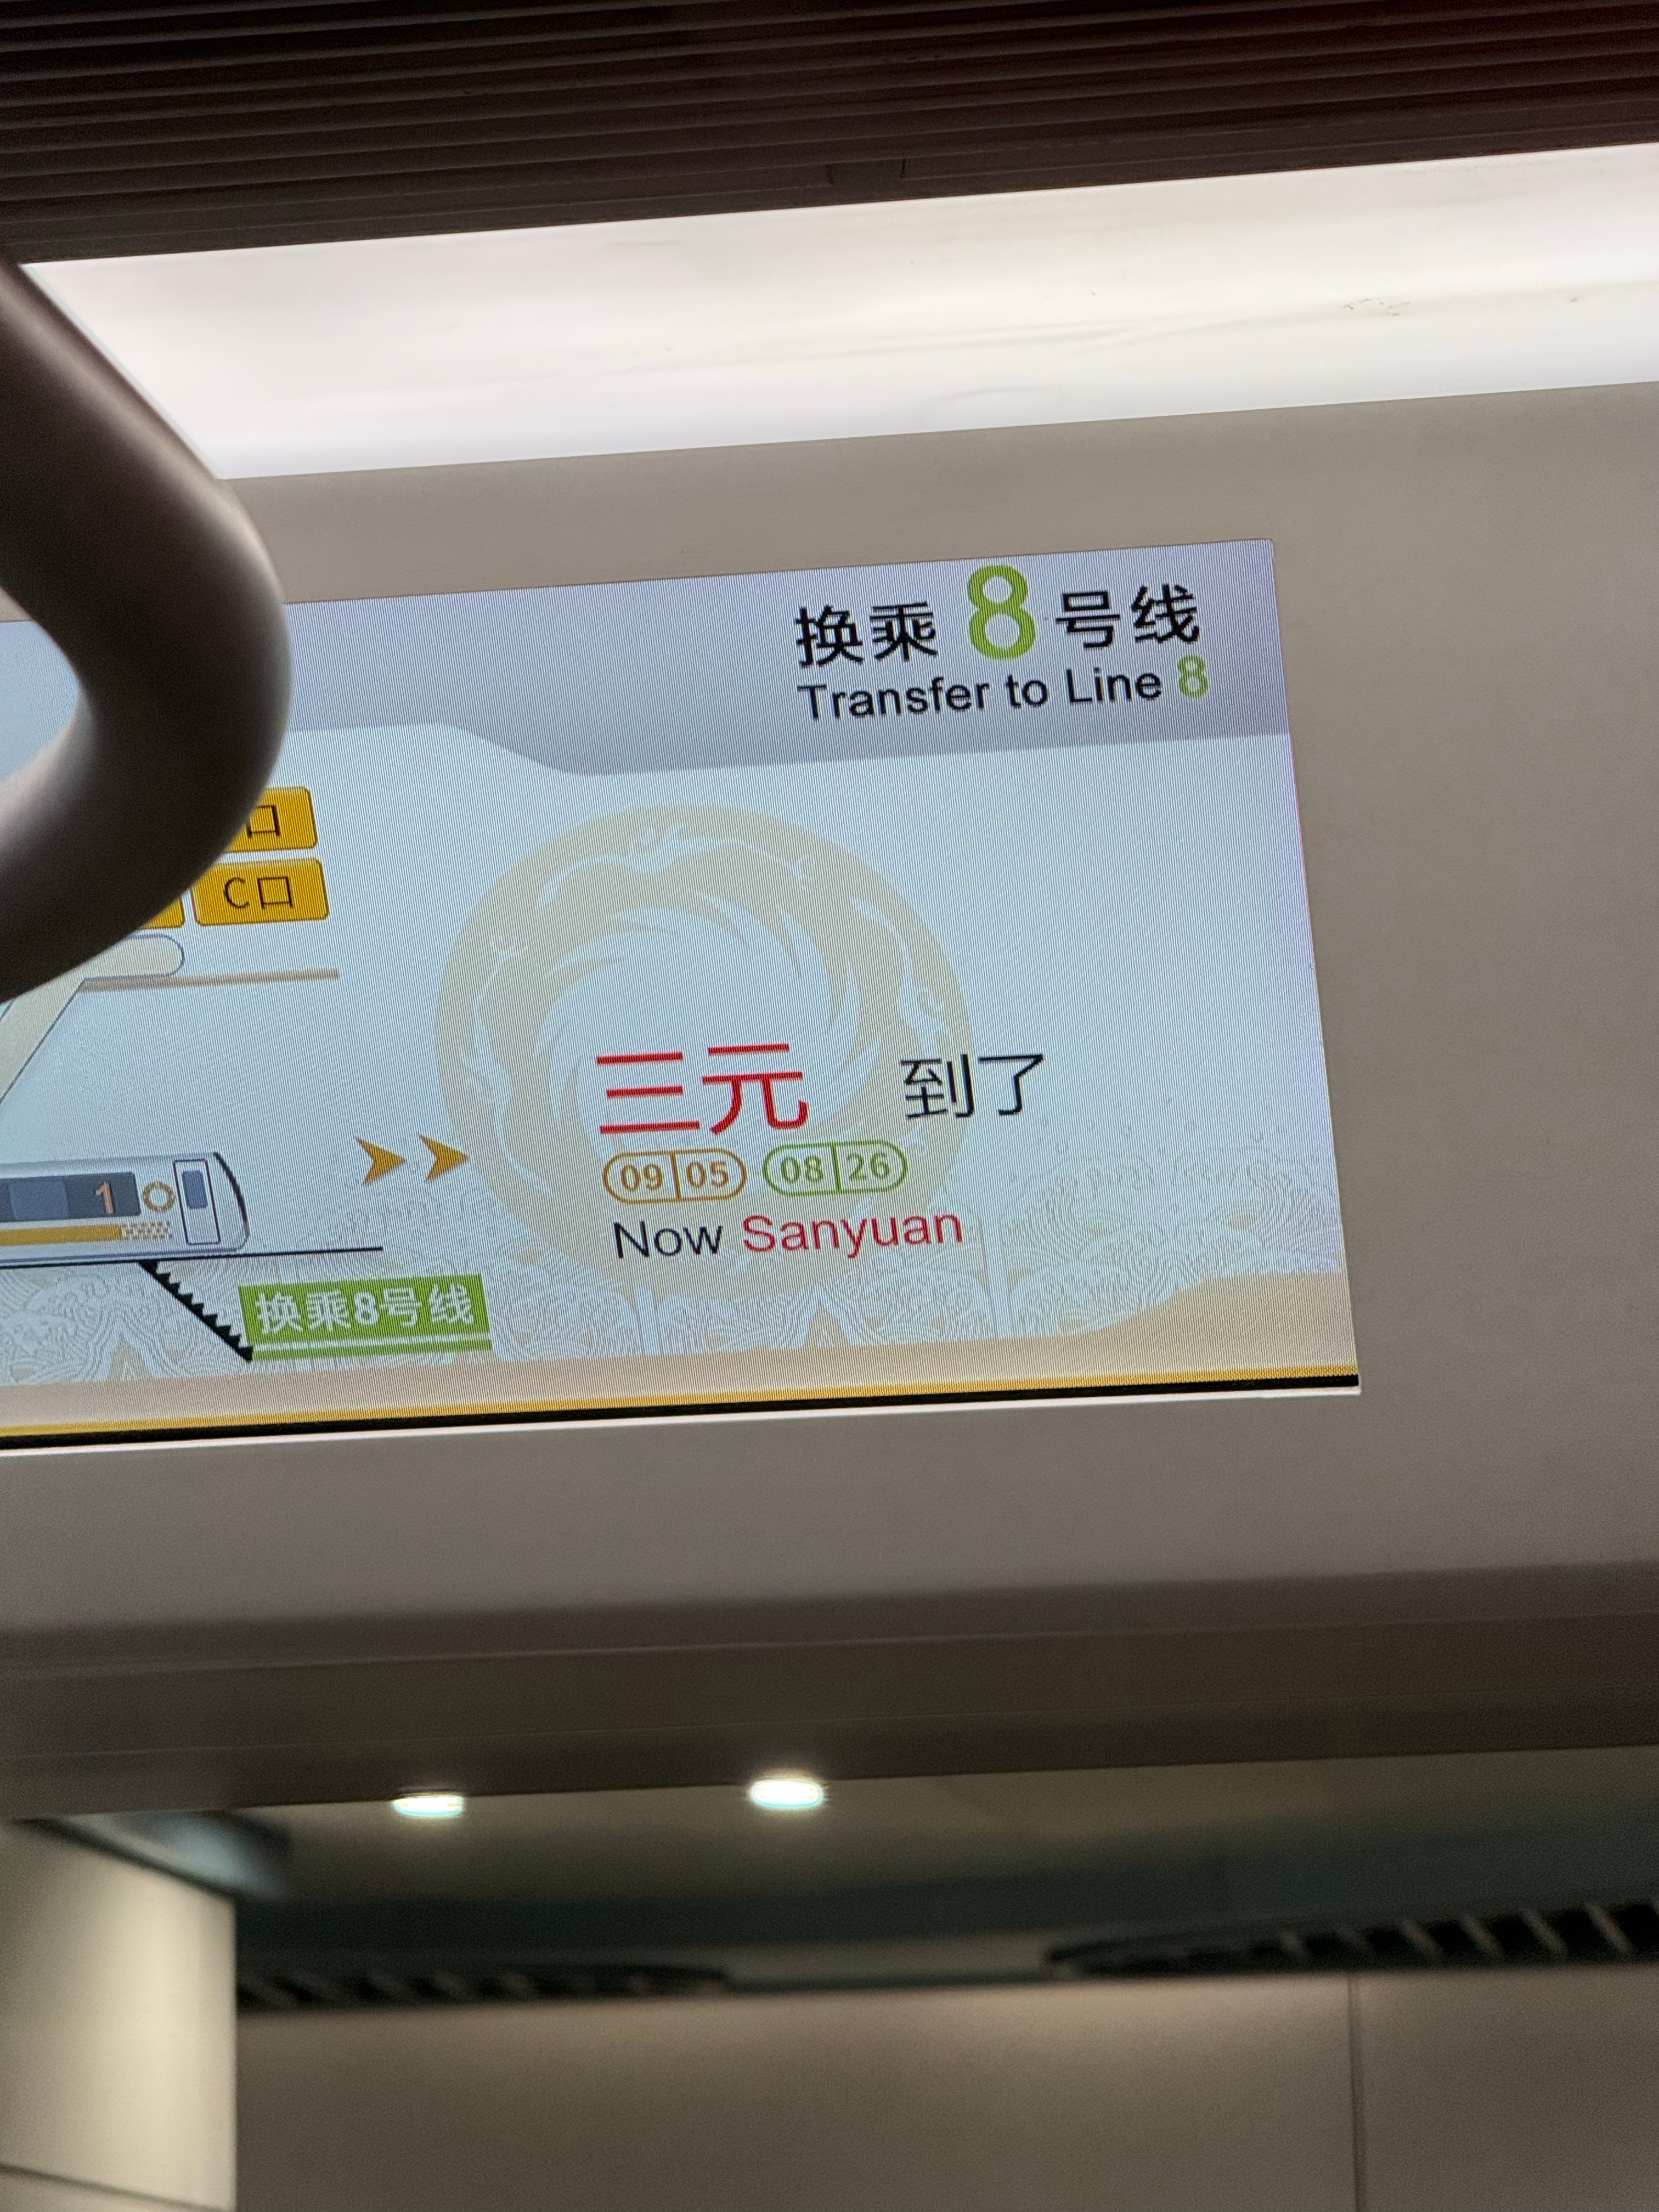 换乘8号线
Transfer to Line 8
口
C口
三元 到了
09|05 08|26
Now Sanyuan
1
换乘8号线